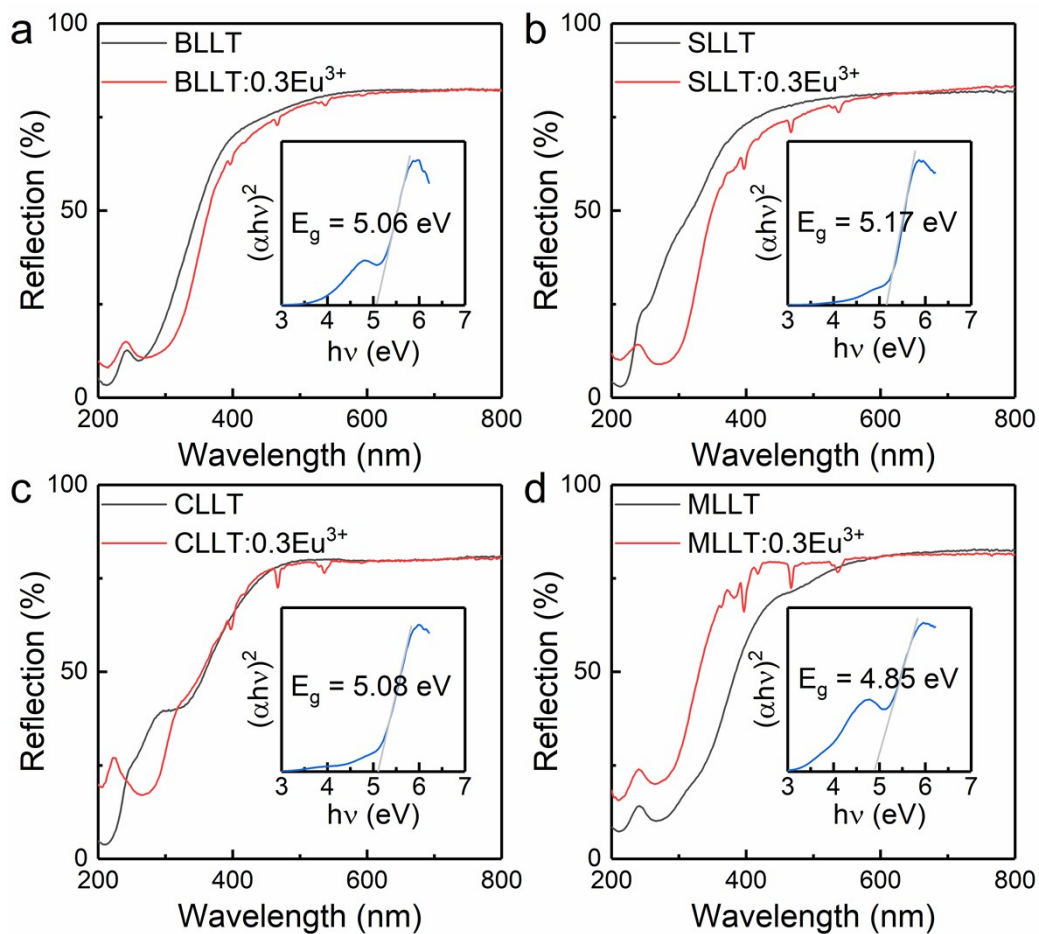 a
BLLT
BLLT:0.3Eu³⁺
Reflection (%)
100
50
0
200 400 600 800
Wavelength (nm)
(αhν)²
E_g = 5.06 eV
3 4 5 6 7
hν (eV)
b
SLLT
SLLT:0.3Eu³⁺
Reflection (%)
100
50
0
200 400 600 800
Wavelength (nm)
(αhν)²
E_g = 5.17 eV
3 4 5 6 7
hν (eV)
c
CLLT
CLLT:0.3Eu³⁺
Reflection (%)
100
50
0
200 400 600 800
Wavelength (nm)
(αhν)²
E_g = 5.08 eV
3 4 5 6 7
hν (eV)
d
MLLT
MLLT:0.3Eu³⁺
Reflection (%)
100
50
0
200 400 600 800
Wavelength (nm)
(αhν)²
E_g = 4.85 eV
3 4 5 6 7
hν (eV)